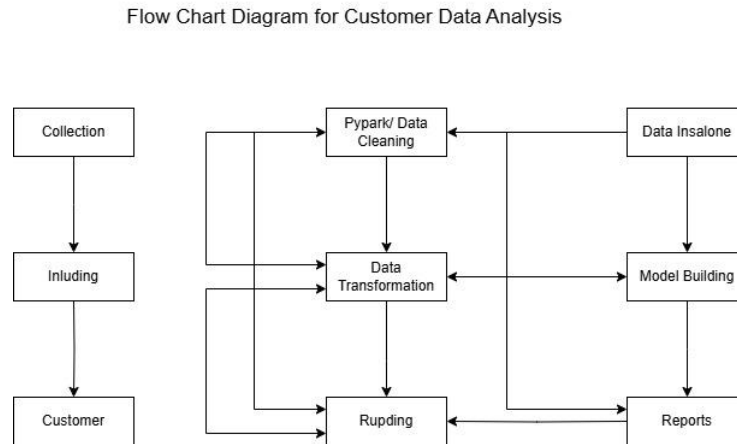 Flow Chart Diagram for Customer Data Analysis
Collection
Pypark/ Data
Cleaning
Data Insalone
Inluding
Data
Transformation
Model Building
Customer
Rupding
Reports